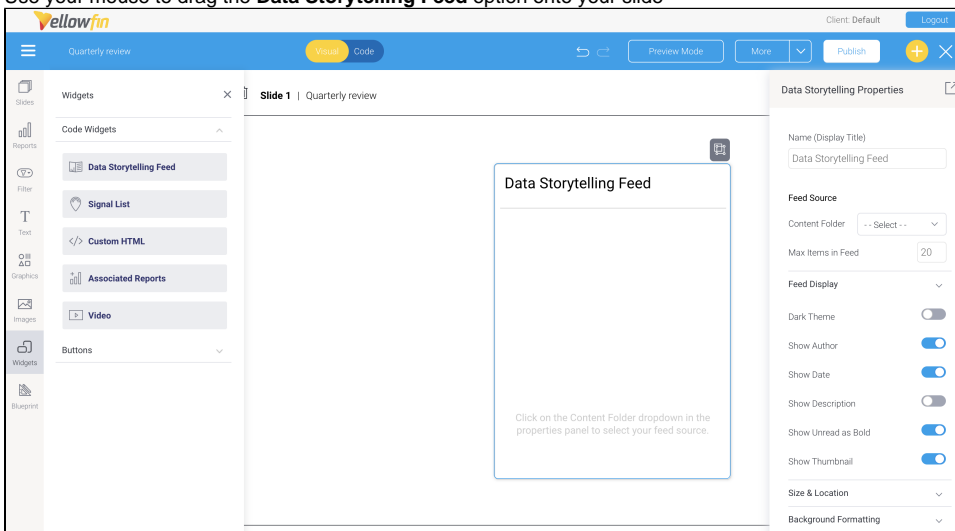 Use your mouse to drag the Data Storytelling Feed option onto your slide
Yellowfin
Client: Default
Logout
Quarterly review
Visual
Code
Preview Mode
More
Publish
Slides
Reports
Filter
Text
Graphics
Images
Widgets
Blueprint
Widgets
Code Widgets
Data Storytelling Feed
Signal List
Custom HTML
Associated Reports
Video
Buttons
Slide 1 | Quarterly review
Data Storytelling Feed
Click on the Content Folder dropdown in the
properties panel to select your feed source.
Data Storytelling Properties
Name (Display Title)
Data Storytelling Feed
Feed Source
Content Folder
- - Select - -
Max Items in Feed
20
Feed Display
Dark Theme
Show Author
Show Date
Show Description
Show Unread as Bold
Show Thumbnail
Size & Location
Background Formatting